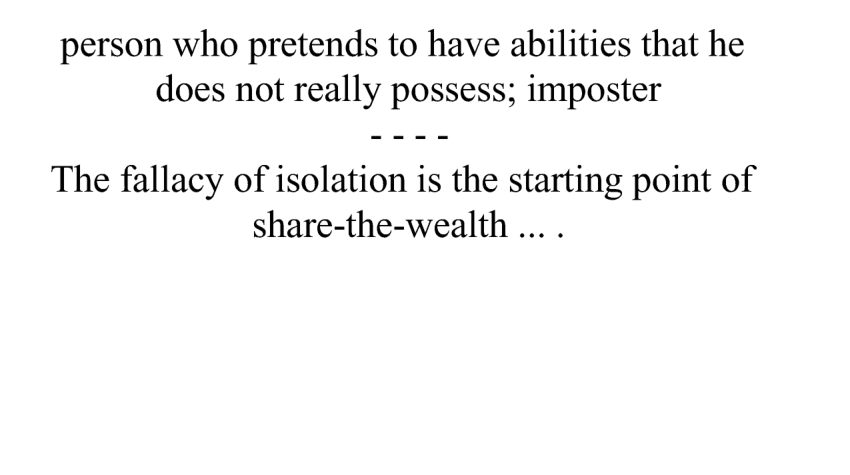 person who pretends to have abilities that he
does not really possess; imposter
- - - -
The fallacy of isolation is the starting point of
share-the-wealth ... .